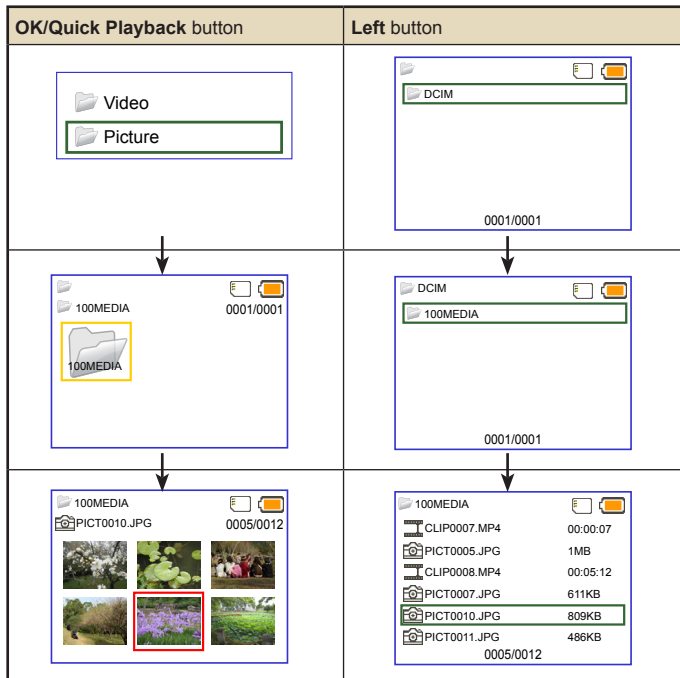 OK/Quick Playback button
Left button
Video
Picture
DCIM
0001/0001
100MEDIA 0001/0001
100MEDIA
DCIM
100MEDIA
0001/0001
100MEDIA
PICT0010.JPG 0005/0012
100MEDIA
CLIP0007.MP4 00:00:07
PICT0005.JPG 1MB
CLIP0008.MP4 00:05:12
PICT0007.JPG 611KB
PICT0010.JPG 809KB
PICT0011.JPG 486KB
0005/0012